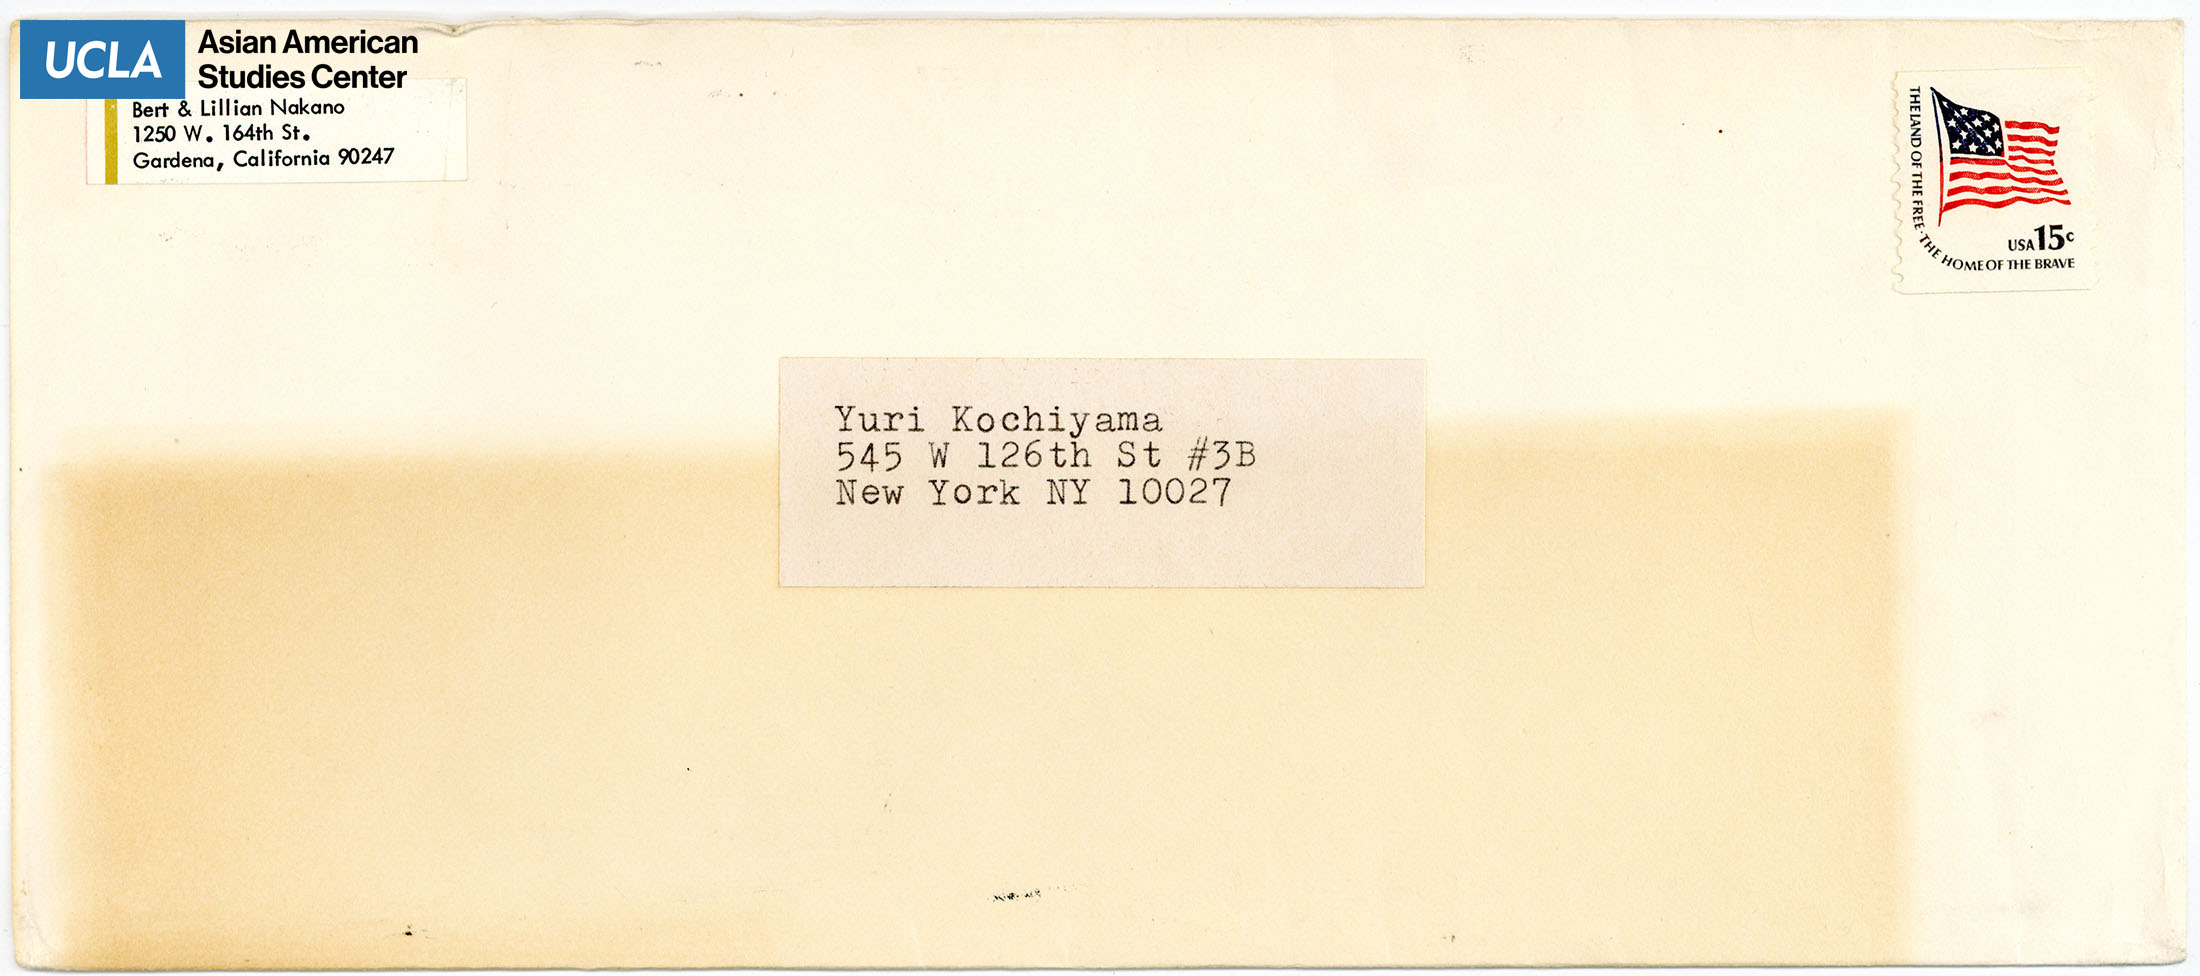 UCLA
Asian American
Studies Center
Bert & Lillian Nakano
1250 W. 164th St.
Gardena, California 90247
THE LAND OF THE FREE · THE HOME OF THE BRAVE
USA 15c
Yuri Kochiyama
545 W 126th St #3B
New York NY 10027